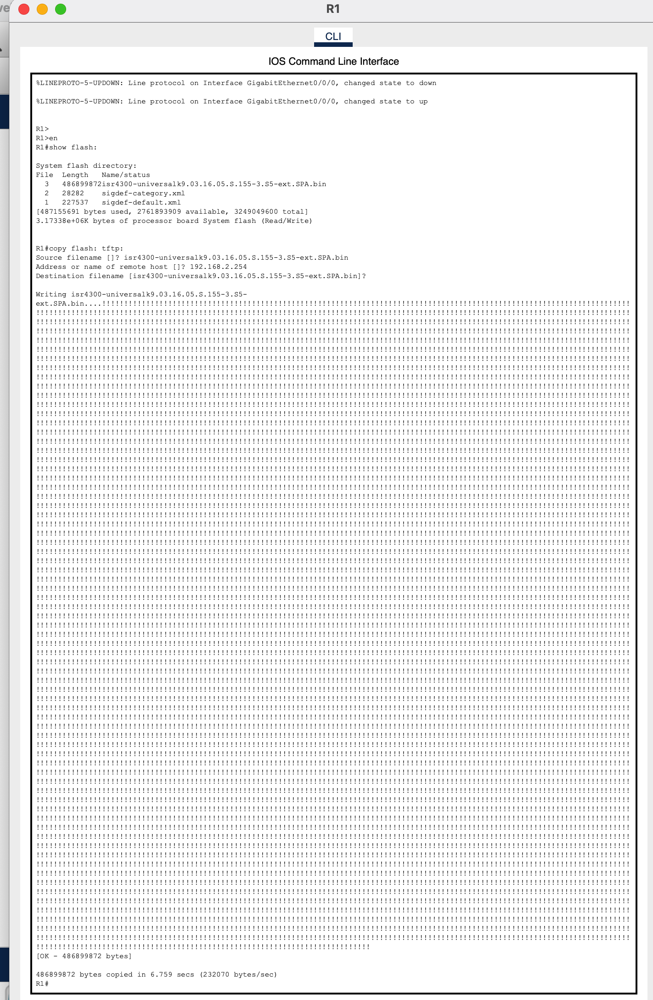 R1
CLI
IOS Command Line Interface
%LINEPROTO-5-UPDOWN: Line protocol on Interface GigabitEthernet0/0/0, changed state to down
%LINEPROTO-5-UPDOWN: Line protocol on Interface GigabitEthernet0/0/0, changed state to up
R1>
R1>en
R1#show flash:
System flash directory:
File  Length   Name/status
  3   486899872isr4300-universalk9.03.16.05.S.155-3.S5-ext.SPA.bin
  2   28282    sigdef-category.xml
  1   227537   sigdef-default.xml
[487155691 bytes used, 2761893909 available, 3249049600 total]
3.17338e+06K bytes of processor board System flash (Read/Write)
R1#copy flash: tftp:
Source filename []? isr4300-universalk9.03.16.05.S.155-3.S5-ext.SPA.bin
Address or name of remote host []? 192.168.2.254
Destination filename [isr4300-universalk9.03.16.05.S.155-3.S5-ext.SPA.bin]?
Writing isr4300-universalk9.03.16.05.S.155-3.S5-
ext.SPA.bin....!!!!!!!!!!!!!!!!!!!!!!!!!!!!!!!!!!!!!!!!!!!!!!!!!!!!!!!!!!!!!!!!!!!!!!!!!!!!!!!!!!!!!!!!!!!!!!!!!!!!!!!!!!!!!!!!!!!!!!!!
[OK - 486899872 bytes]
486899872 bytes copied in 6.759 secs (232070 bytes/sec)
R1#